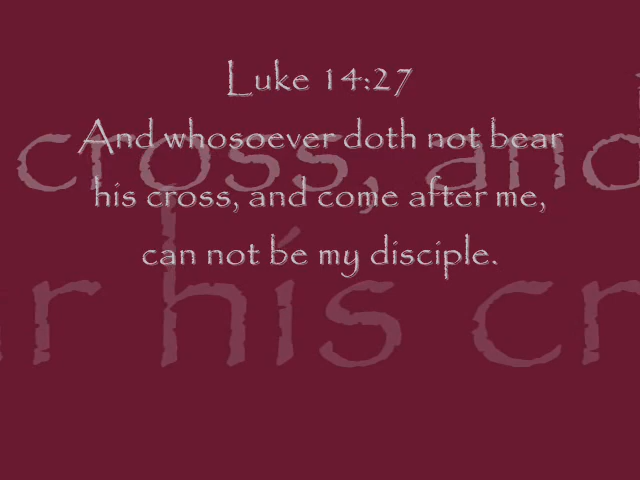 Luke 14:27
And whosoever doth not bear
his cross, and come after me,
can not be my disciple.
cross, and
ar his cr